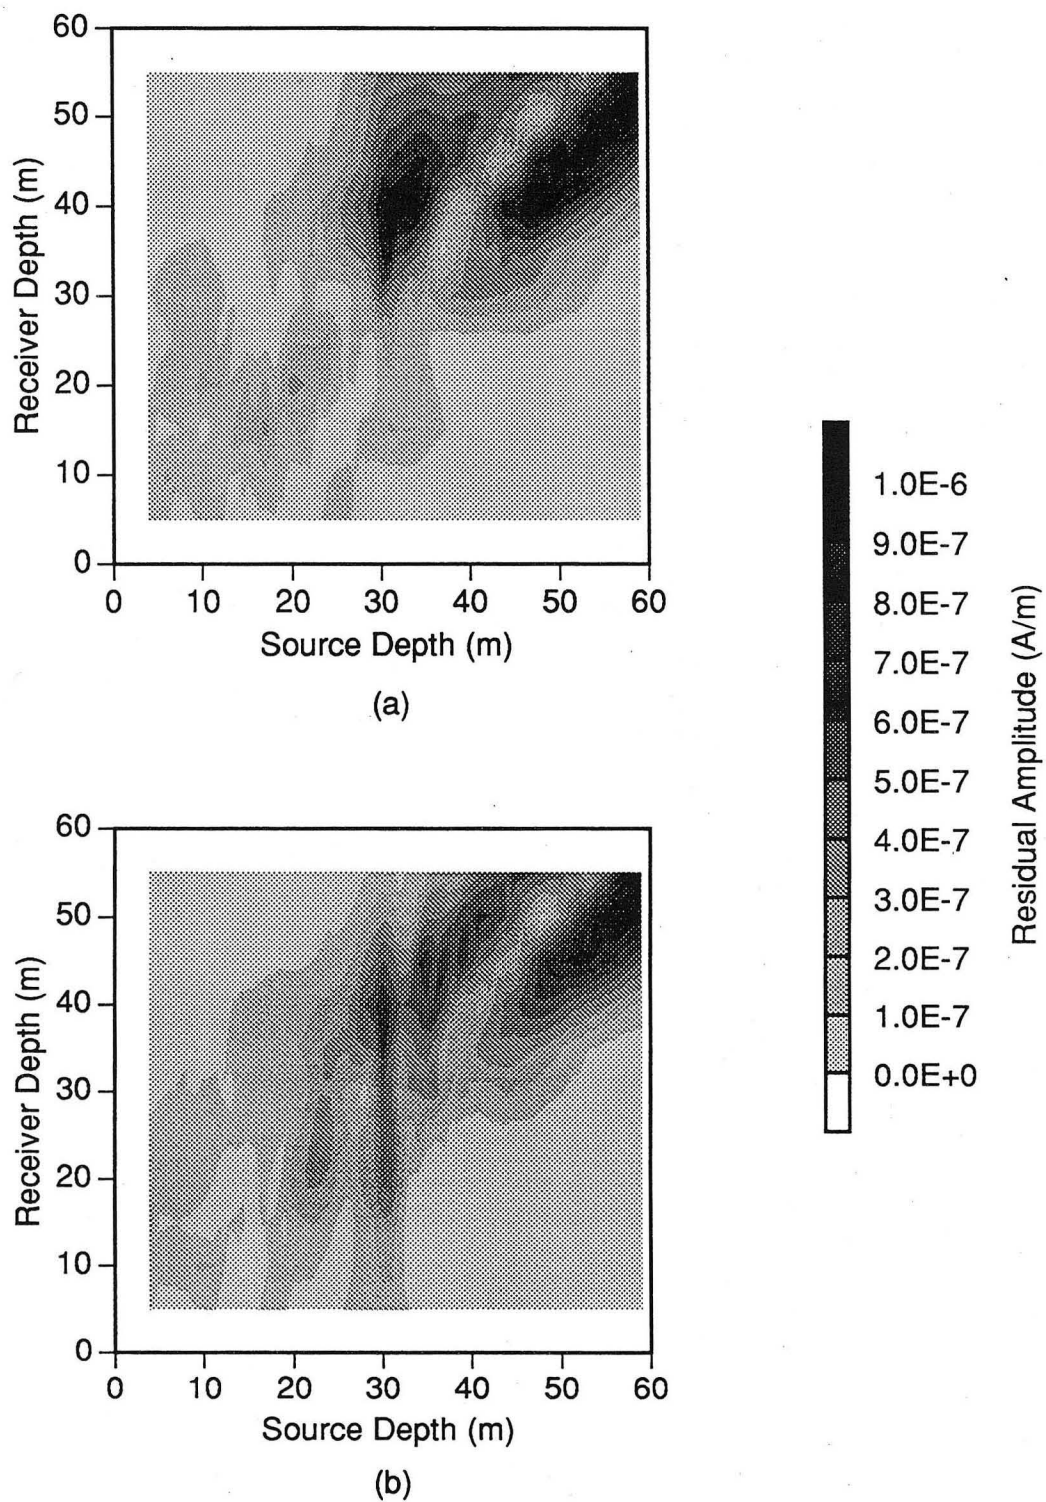 60
50
40
30
20
10
0
Receiver Depth (m)
0 10 20 30 40 50 60
Source Depth (m)
(a)
1.0E-6
9.0E-7
8.0E-7
7.0E-7
6.0E-7
5.0E-7
4.0E-7
3.0E-7
2.0E-7
1.0E-7
0.0E+0
Residual Amplitude (A/m)
60
50
40
30
20
10
0
Receiver Depth (m)
0 10 20 30 40 50 60
Source Depth (m)
(b)